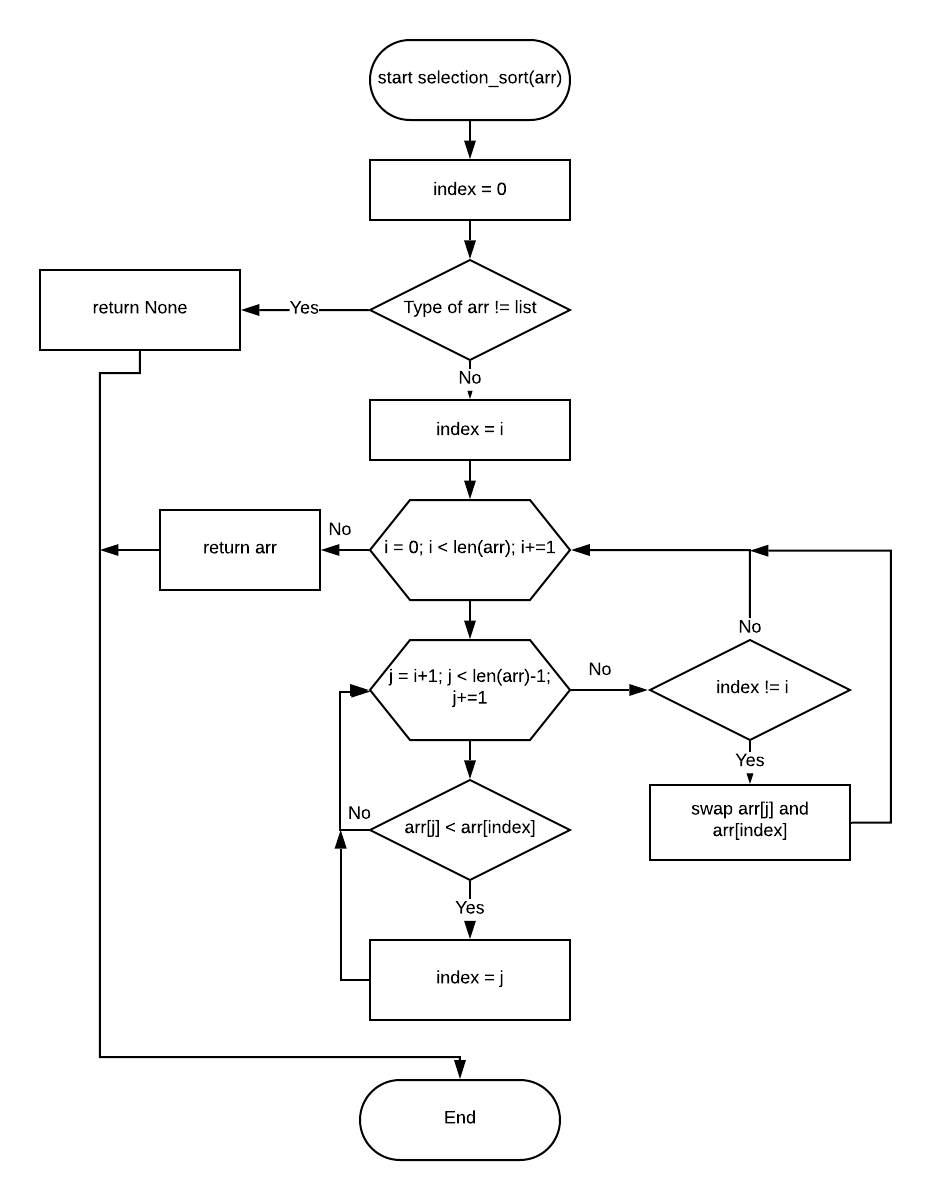 start selection_sort(arr)
index = 0
Type of arr != list
Yes
return None
No
index = i
i = 0; i < len(arr); i+=1
No
return arr
j = i+1; j < len(arr)-1;
j+=1
No
index != i
No
Yes
swap arr[j] and
arr[index]
arr[j] < arr[index]
No
Yes
index = j
End